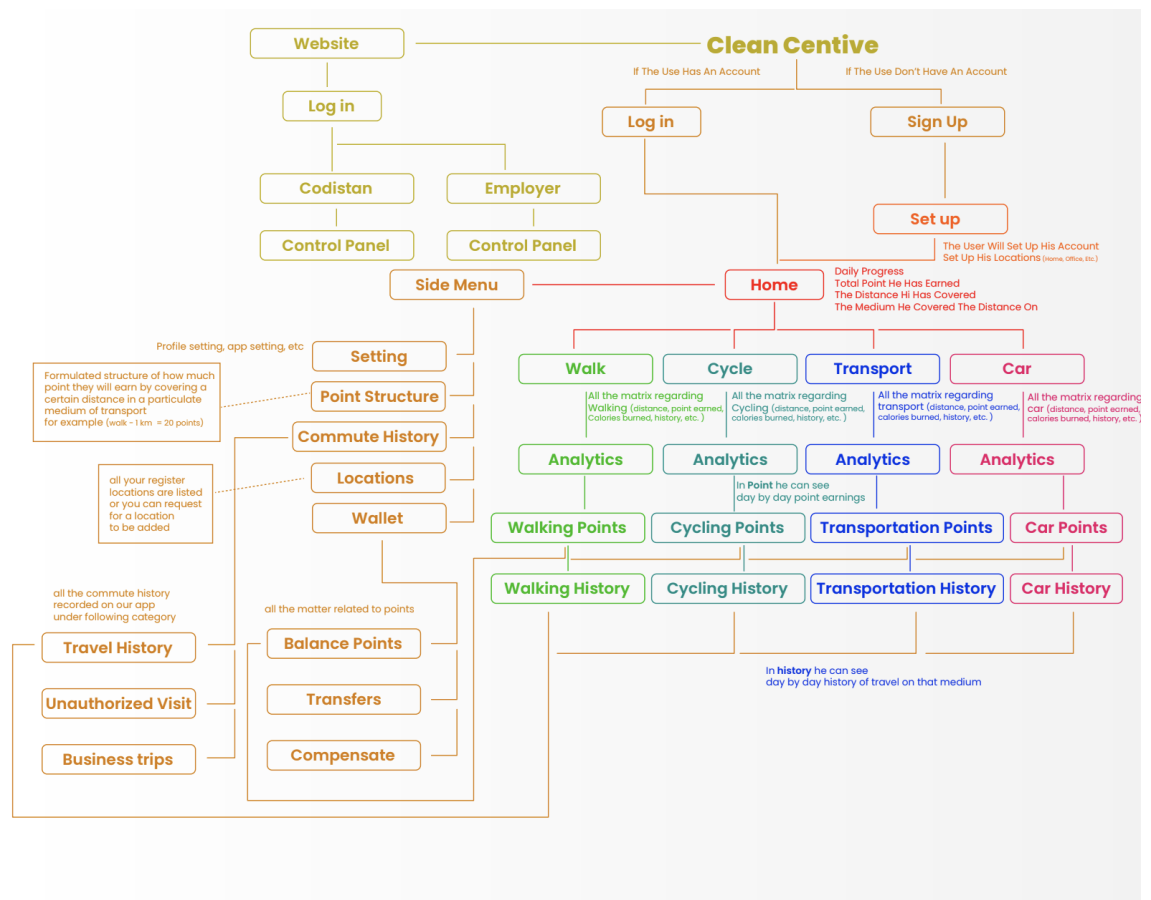 Website
Clean Centive
If The Use Has An Account
If The Use Don't Have An Account
Log in
Log in
Sign Up
Codistan
Employer
Set up
Control Panel
Control Panel
The User Will Set Up His Account
Set Up His Locations (Home, Office, Etc.)
Side Menu
Home
Daily Progress
Total Point He Has Earned
The Distance Hi Has Covered
The Medium He Covered The Distance On
Profile setting, app setting, etc
Setting
Walk
Cycle
Transport
Car
Formulated structure of how much
point they will earn by covering a
certain distance in a particulate
medium of transport
for example (walk - 1 km = 20 points)
Point Structure
All the matrix regarding
Walking (distance, point earned,
calories burned, history, etc. )
All the matrix regarding
Cycling (distance, point earned,
calories burned, history, etc. )
All the matrix regarding
transport (distance, point earned,
calories burned, history, etc. )
All the matrix regarding
car (distance, point earned,
calories burned, history, etc. )
Commute History
Analytics
Analytics
Analytics
Analytics
all your register
locations are listed
or you can request
for a location
to be added
Locations
In Point he can see
day by day point earnings
Wallet
Walking Points
Cycling Points
Transportation Points
Car Points
Walking History
Cycling History
Transportation History
Car History
all the commute history
recorded on our app
under following category
all the matter related to points
Travel History
Balance Points
In history he can see
day by day history of travel on that medium
Unauthorized Visit
Transfers
Business trips
Compensate